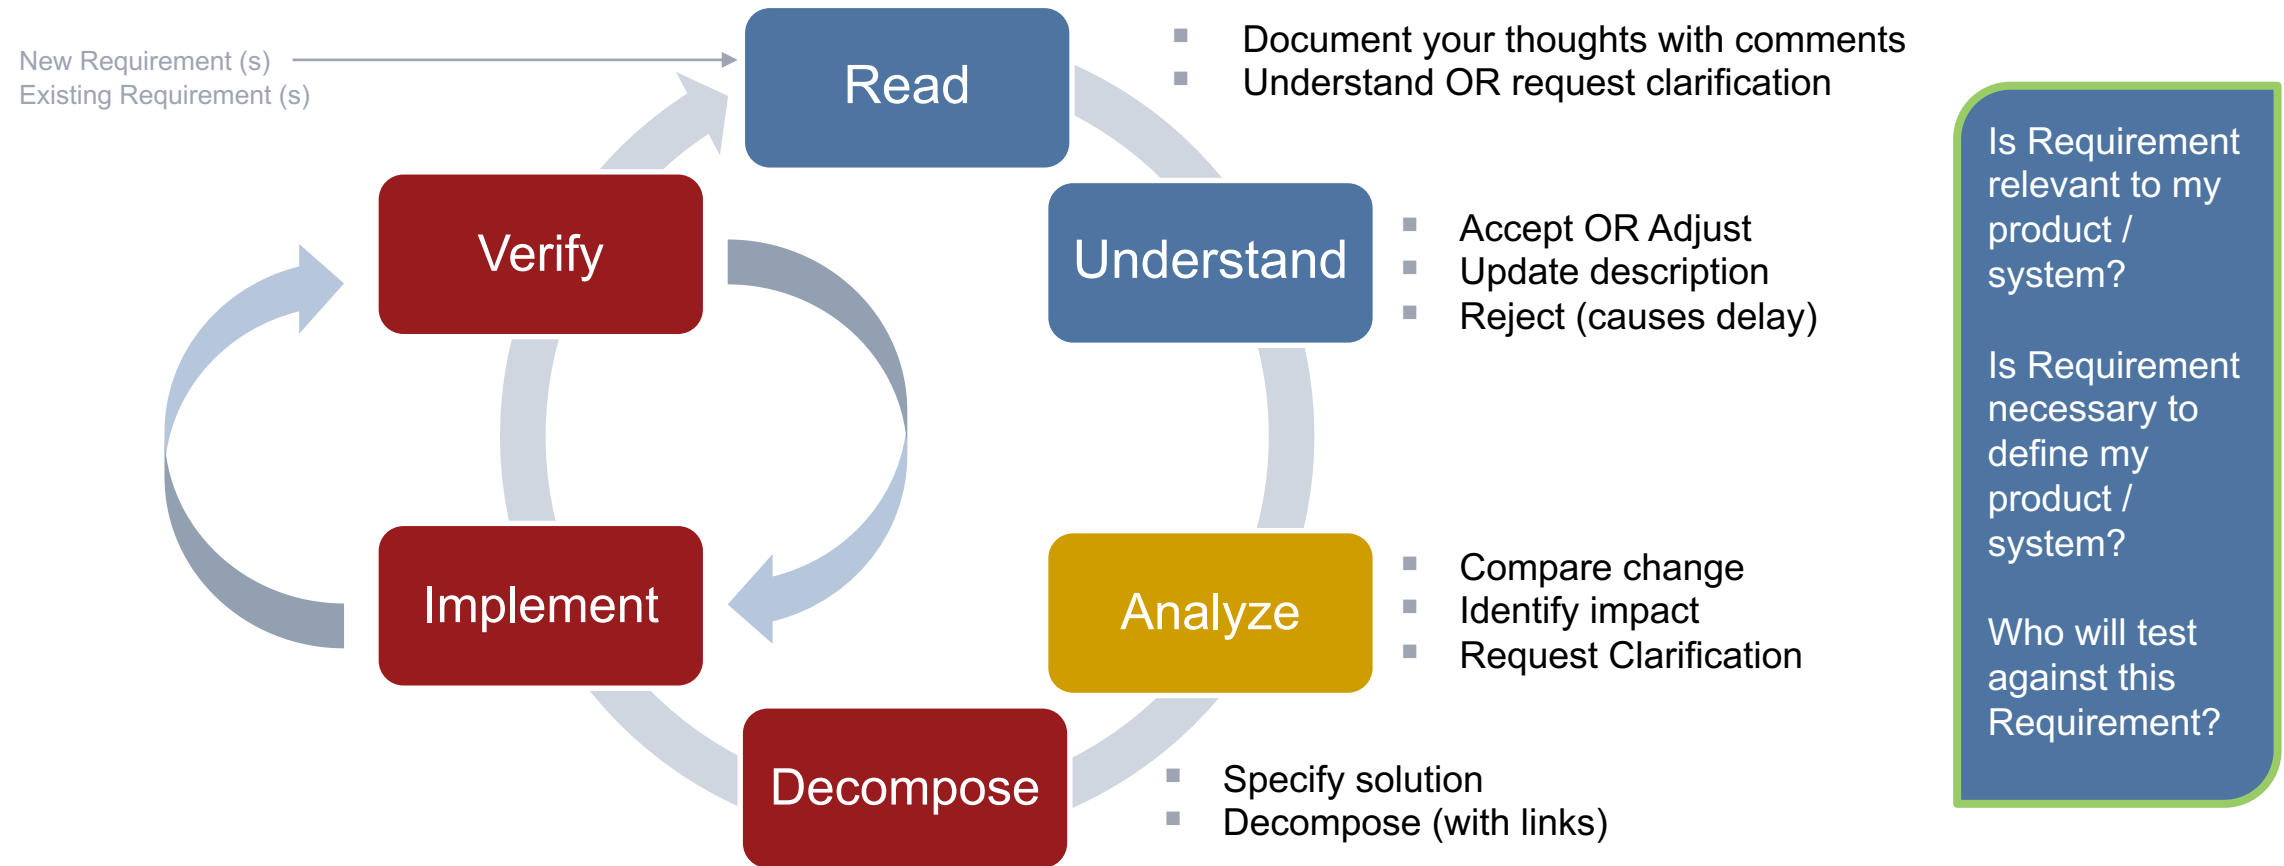 New Requirement (s)
Existing Requirement (s)
Read
Document your thoughts with comments
Understand OR request clarification
Understand
Accept OR Adjust
Update description
Reject (causes delay)
Analyze
Compare change
Identify impact
Request Clarification
Decompose
Specify solution
Decompose (with links)
Implement
Verify
Is Requirement
relevant to my
product /
system?
Is Requirement
necessary to
define my
product /
system?
Who will test
against this
Requirement?